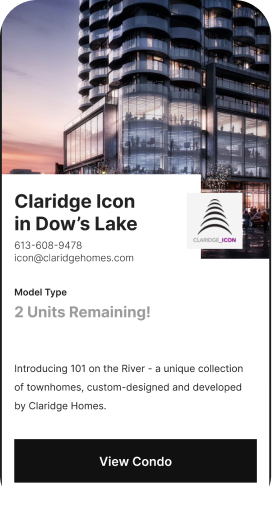 Claridge Icon
in Dow's Lake
CLARIDGE_ICON
613-608-9478
icon@claridgehomes.com
Model Type
2 Units Remaining!
Introducing 101 on the River - a unique collection
of townhomes, custom-designed and developed
by Claridge Homes.
View Condo